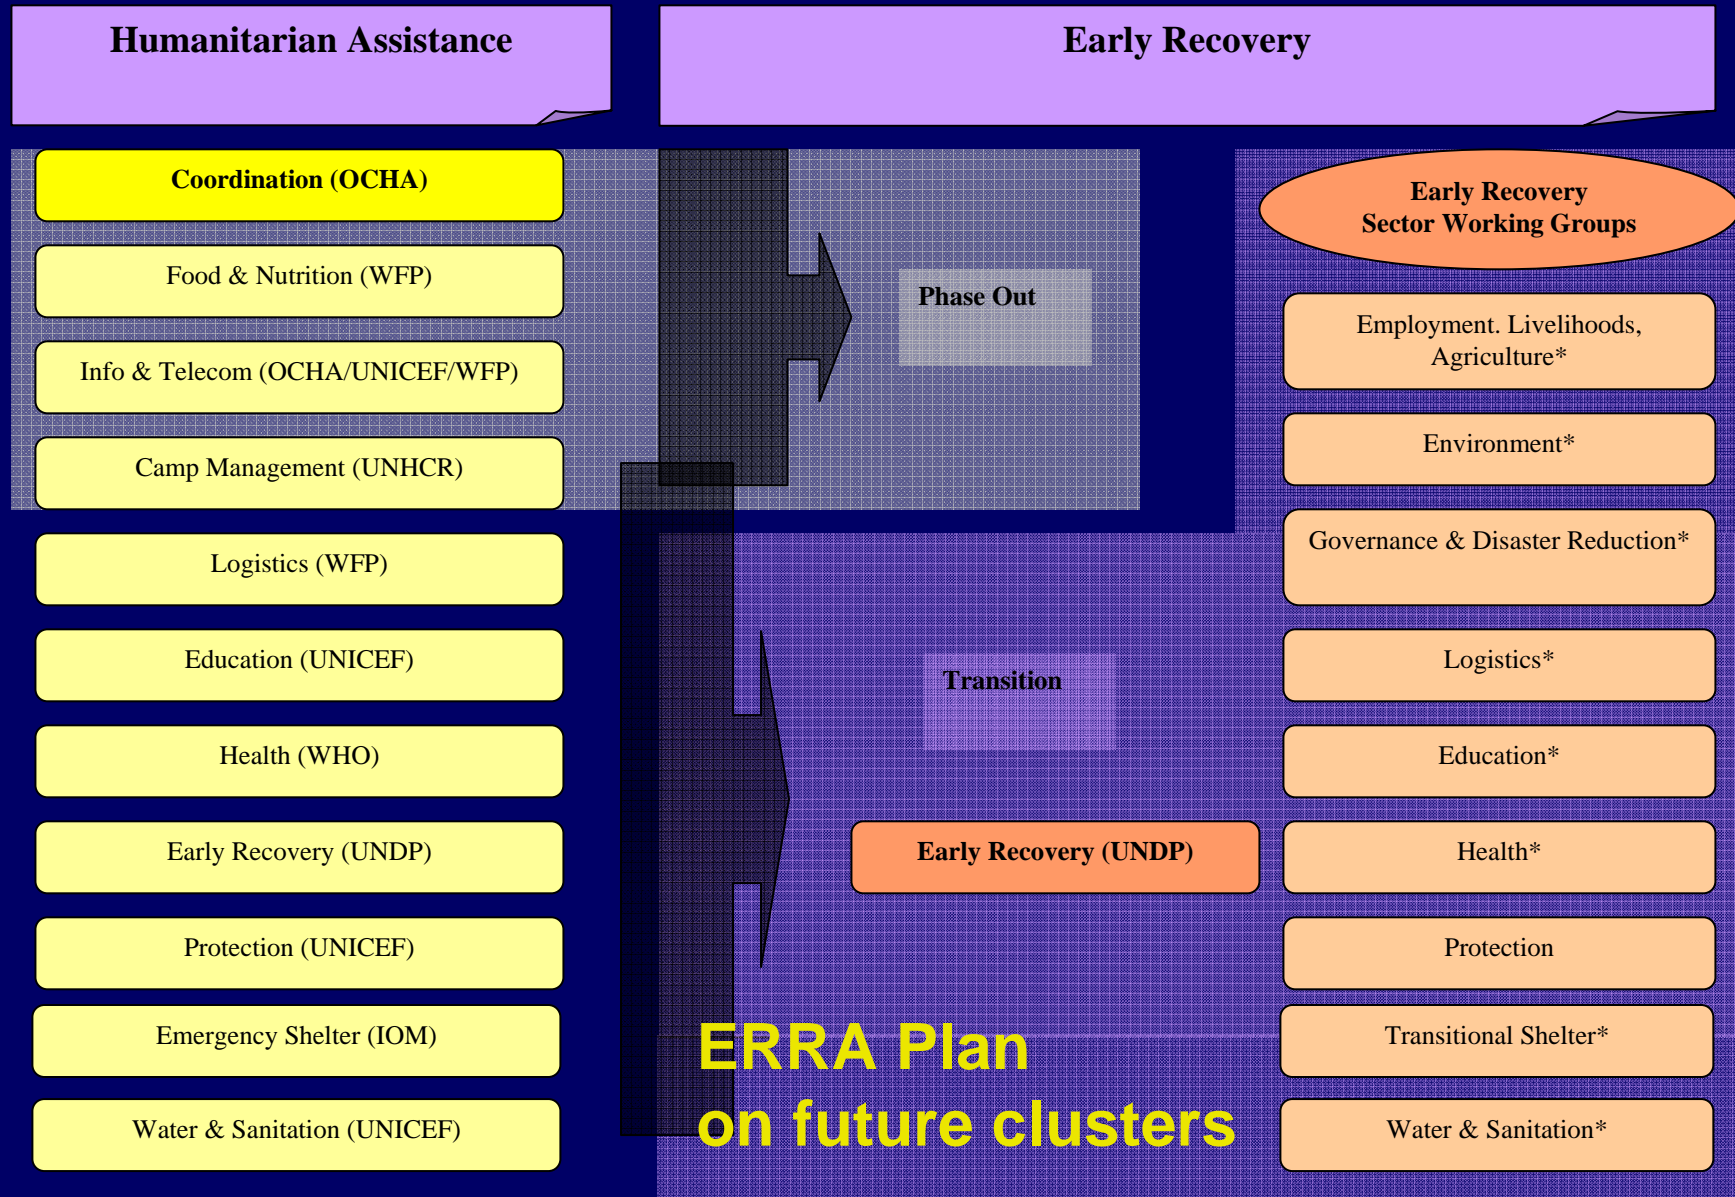 Humanitarian Assistance
Early Recovery
Coordination (OCHA)
Food & Nutrition (WFP)
Info & Telecom (OCHA/UNICEF/WFP)
Camp Management (UNHCR)
Logistics (WFP)
Education (UNICEF)
Health (WHO)
Early Recovery (UNDP)
Protection (UNICEF)
Emergency Shelter (IOM)
Water & Sanitation (UNICEF)
Phase Out
Transition
Early Recovery (UNDP)
ERRA Plan
on future clusters
Early Recovery
Sector Working Groups
Employment. Livelihoods,
Agriculture*
Environment*
Governance & Disaster Reduction*
Logistics*
Education*
Health*
Protection
Transitional Shelter*
Water & Sanitation*